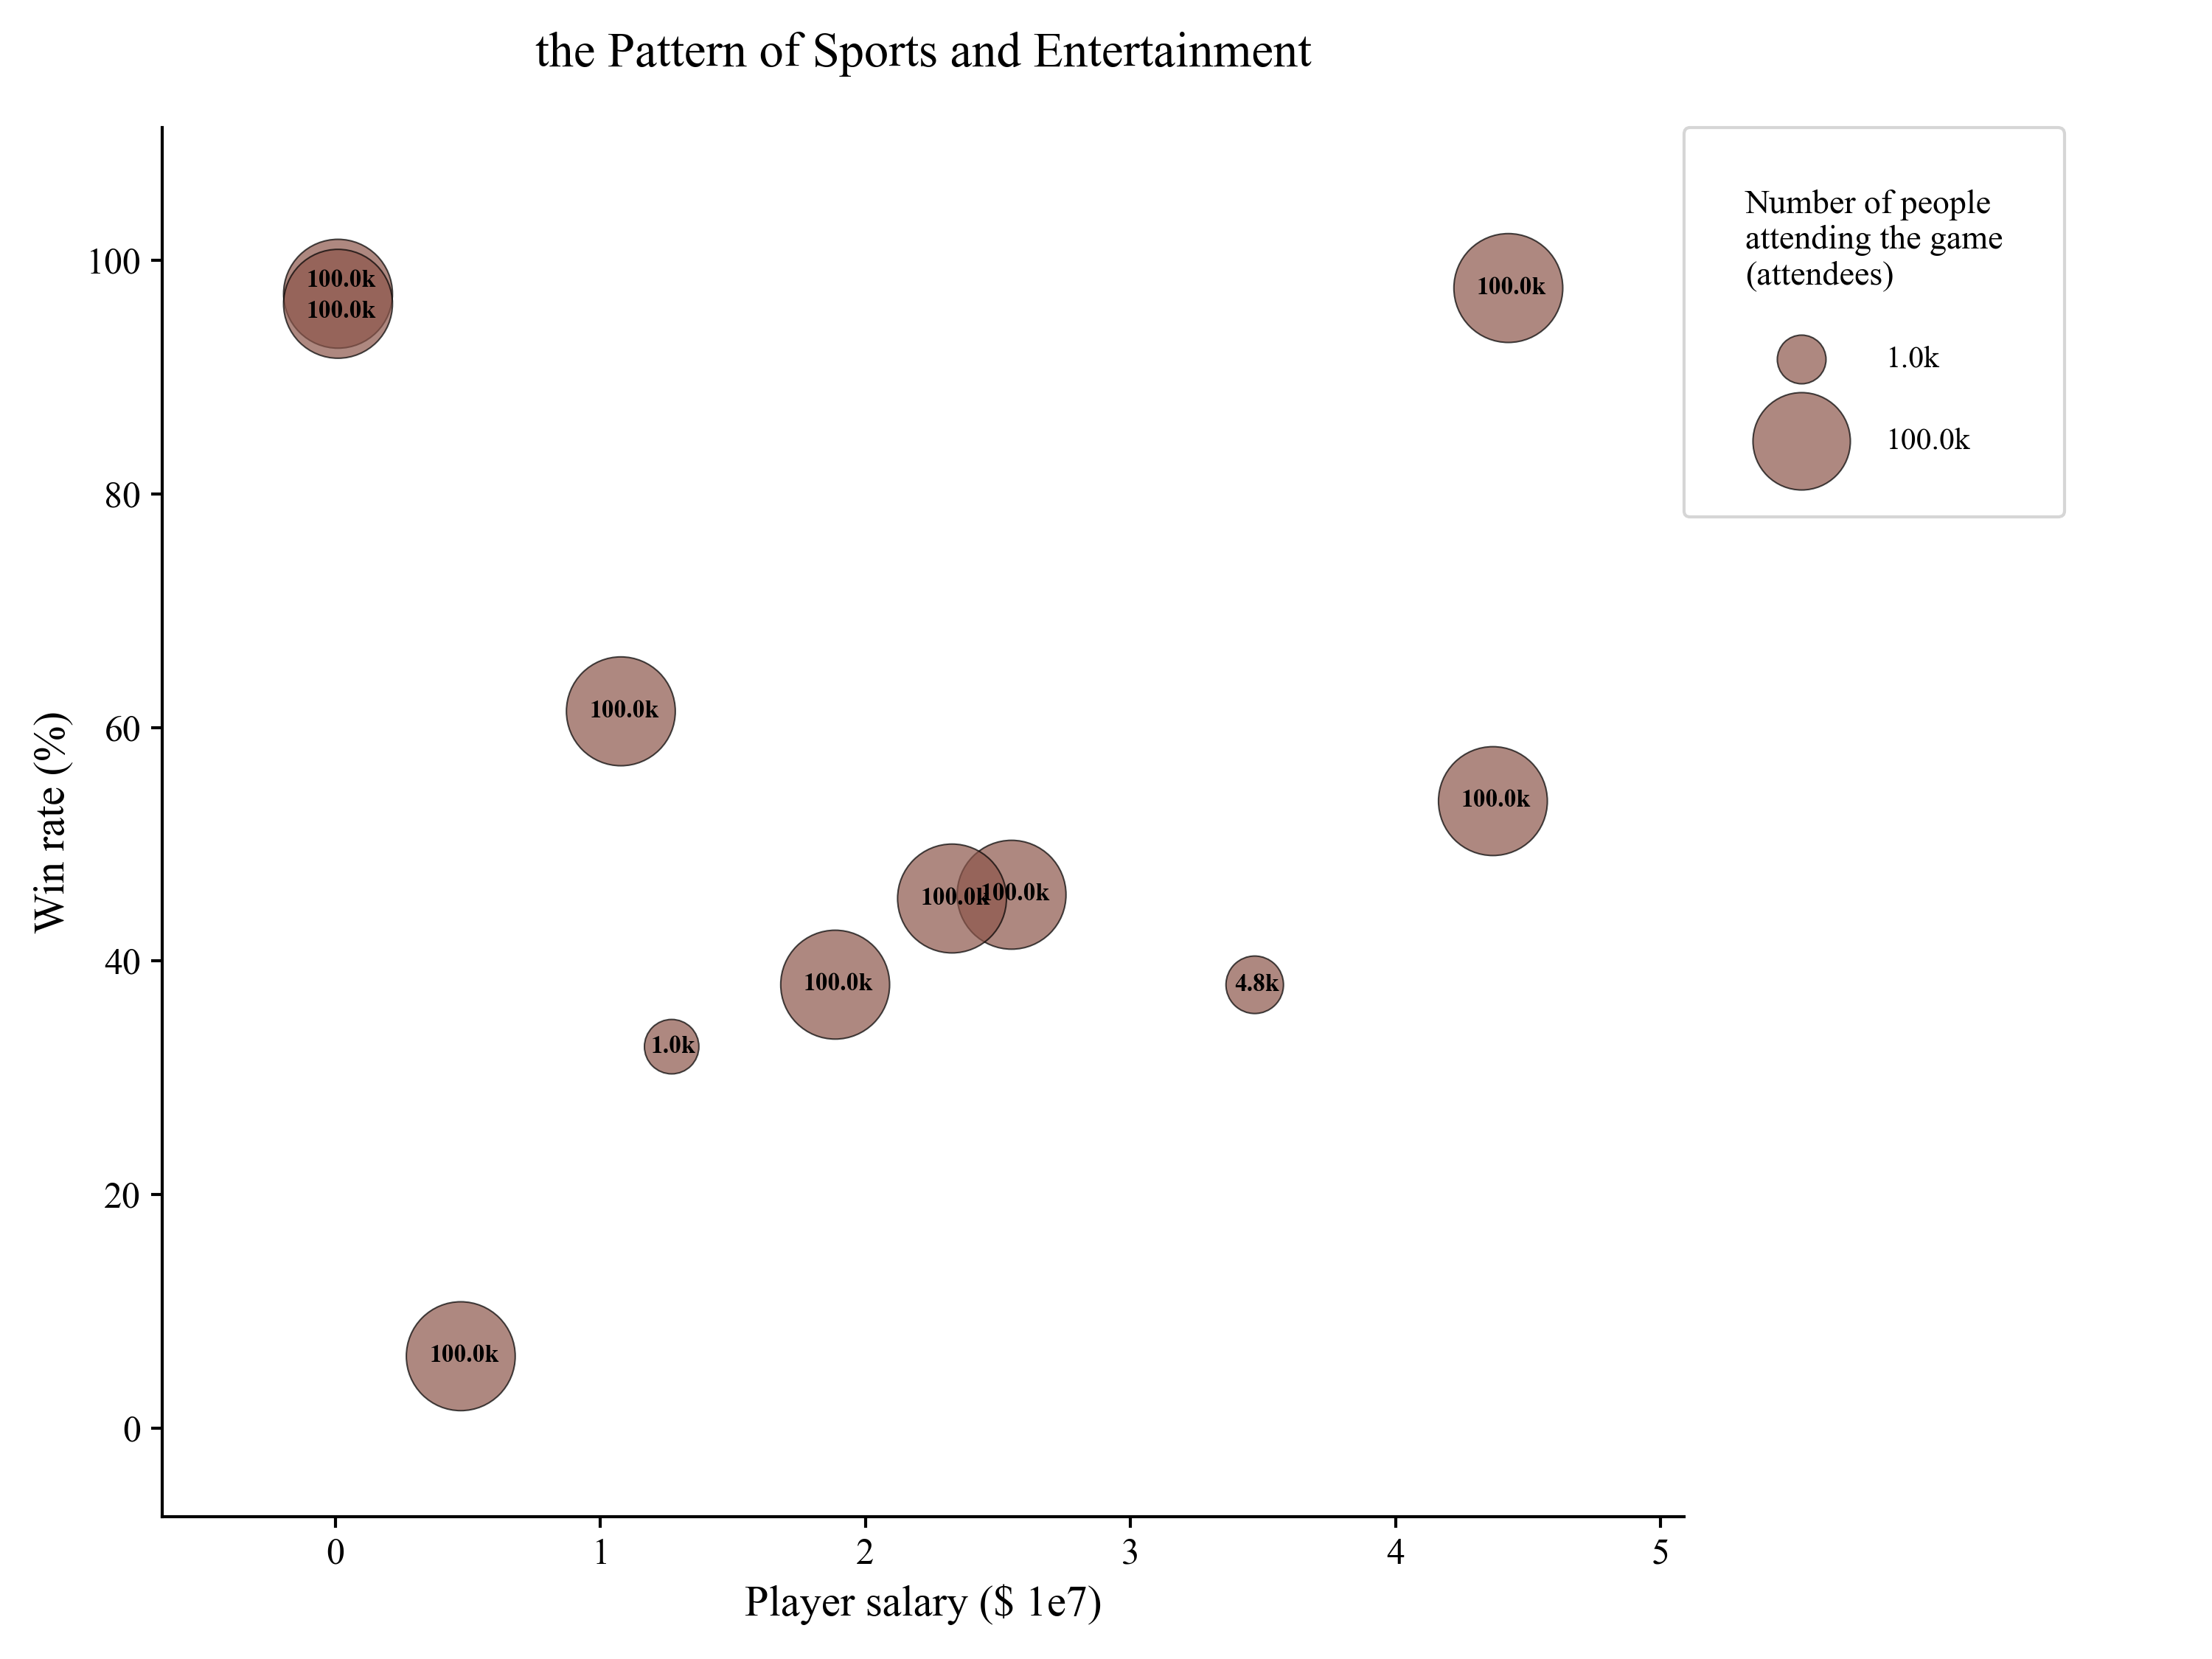 the Pattern of Sports and Entertainment
Number of people
attending the game
(attendees)
1.0k
100.0k
Win rate (%)
100
80
60
40
20
0
100.0k
100.0k
100.0k
100.0k
100.0k
100.0k
100.0k
100.0k
4.8k
1.0k
100.0k
0 1 2 3 4 5
Player salary ($ 1e7)